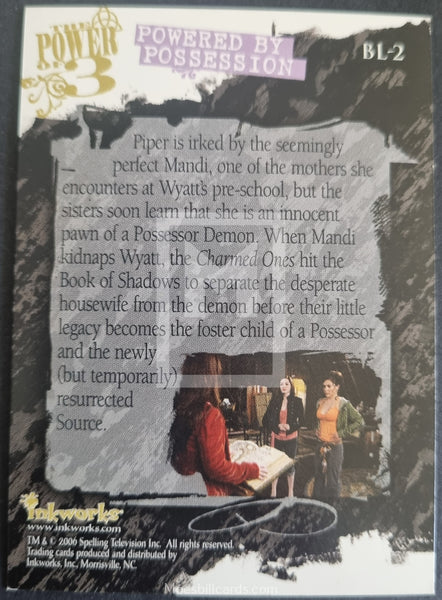 THE
POWER
OF
3
POWERED BY
POSSESSION
BL-2
Piper is irked by the seemingly
perfect Mandi, one of the mothers she
encounters at Wyatt's pre-school, but the
sisters soon learn that she is an innocent
pawn of a Possessor Demon. When Mandi
kidnaps Wyatt, the Charmed Ones hit the
Book of Shadows to separate the desperate
housewife from the demon before their little
legacy becomes the foster child of a Possessor
and the newly
(but temporarily)
resurrected
Source.
inkworks
www.inkworks.com
TM & © 2006 Spelling Television Inc. All rights reserved.
Trading cards produced and distributed by
Inkworks, Inc, Morrisville, NC.